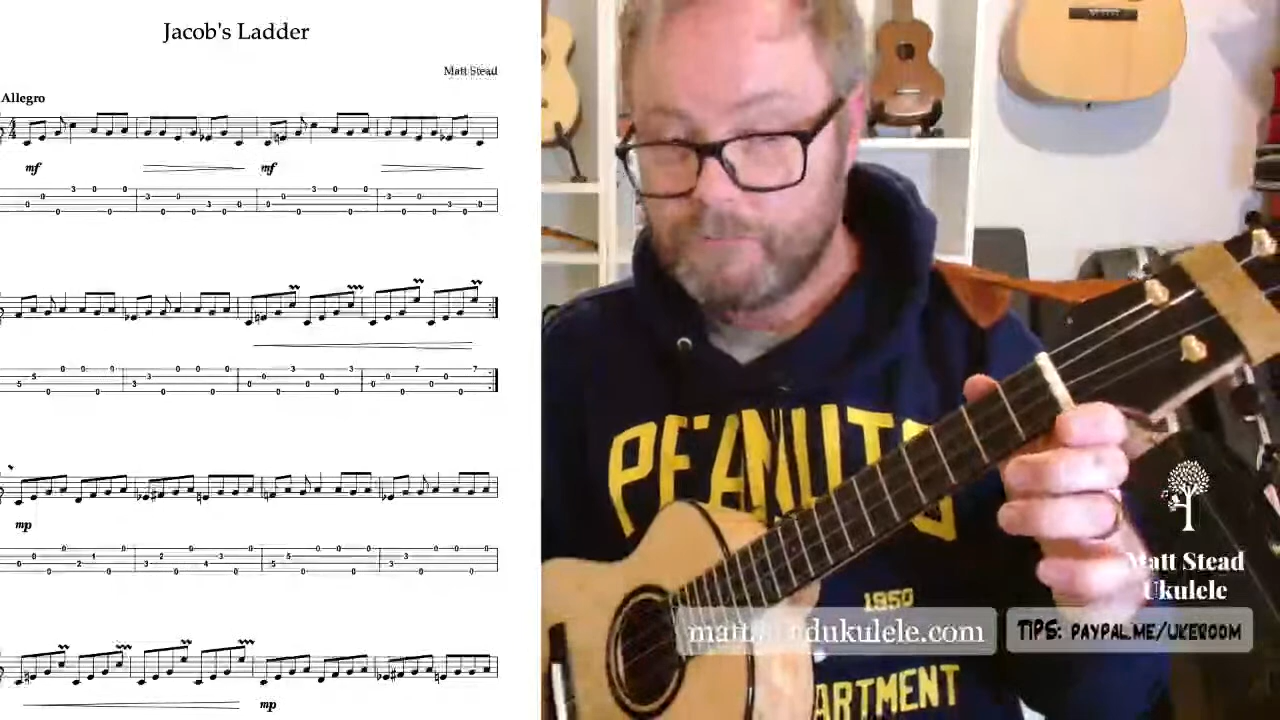 Jacob's Ladder
Matt Stead
Allegro
mf
mf
mp
mp
PEANUTS
1950
ARTMENT
Matt Stead
Ukulele
TIPS: PAYPAL.ME/UKEROOM